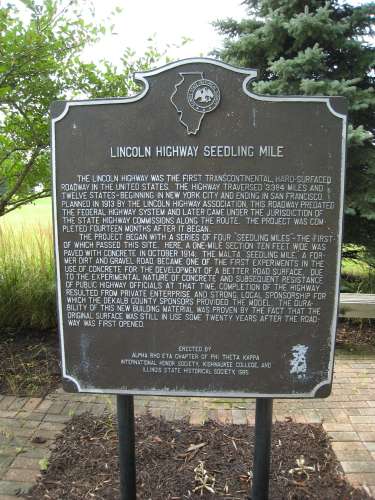 LINCOLN HIGHWAY SEEDLING MILE
THE LINCOLN HIGHWAY WAS THE FIRST TRANSCONTINENTAL, HARD-SURFACED
ROADWAY IN THE UNITED STATES. THE HIGHWAY TRAVERSED 3384 MILES AND
TWELVE STATES-BEGINNING IN NEW YORK CITY AND ENDING IN SAN FRANCISCO.
PLANNED IN 1913 BY THE LINCOLN HIGHWAY ASSOCIATION, THIS ROADWAY PREDATED
THE FEDERAL HIGHWAY SYSTEM AND LATER CAME UNDER THE JURISDICTION OF
THE STATE HIGHWAY COMMISSIONS ALONG THE ROUTE. THE PROJECT WAS COM-
PLETED FOURTEEN MONTHS AFTER IT BEGAN.
THE PROJECT BEGAN WITH A SERIES OF FOUR "SEEDLING MILES" - THE FIRST
OF WHICH PASSED THIS SITE. HERE, A ONE-MILE SECTION TEN FEET WIDE WAS
PAVED WITH CONCRETE IN OCTOBER 1914. THE MALTA SEEDLING MILE, A FOR-
MER DIRT AND GRAVEL ROAD, BECAME ONE OF THE FIRST EXPERIMENTS IN THE
USE OF CONCRETE FOR THE DEVELOPMENT OF A BETTER ROAD SURFACE. DUE
TO THE EXPERIMENTAL NATURE OF CONCRETE AND SUBSEQUENT RESISTANCE
OF PUBLIC HIGHWAY OFFICIALS AT THAT TIME, COMPLETION OF THE HIGHWAY
RESULTED FROM PRIVATE ENTERPRISE AND STRONG, LOCAL SPONSORSHIP FOR
WHICH THE DEKALB COUNTY SPONSORS PROVIDED THE MODEL. THE DURA-
BILITY OF THIS NEW BUILDING MATERIAL WAS PROVEN BY THE FACT THAT THE
ORIGINAL SURFACE WAS STILL IN USE SOME TWENTY YEARS AFTER THE ROAD-
WAY WAS FIRST OPENED.
ERECTED BY
ALPHA RHO ETA CHAPTER OF PHI THETA KAPPA
INTERNATIONAL HONOR SOCIETY, KISHWAUKEE COLLEGE, AND
ILLINOIS STATE HISTORICAL SOCIETY, 1995